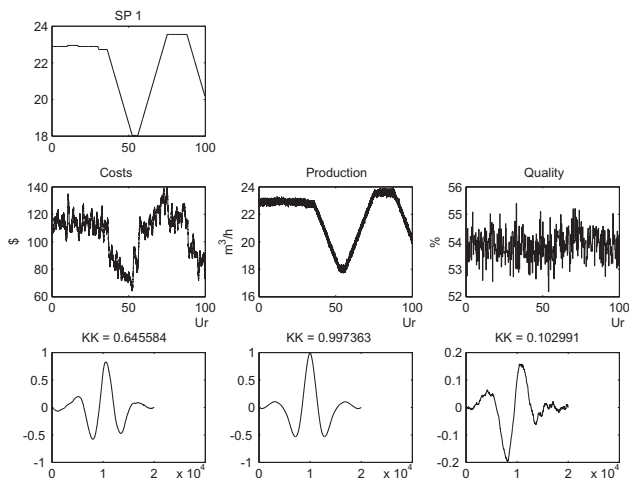 SP 1
24
22
20
18
0 50 100
Costs Production Quality
140
120
100
80
60
$
0 50 100
Ur
24
22
20
18
16
m³/h
0 50 100
Ur
56
55
54
53
52
%
0 50 100
Ur
KK = 0.645584 KK = 0.997363 KK = 0.102991
1
0.5
0
-0.5
-1
0 1 2 x 10⁴
1
0.5
0
-0.5
-1
0 1 2 x 10⁴
0.2
0.1
0
-0.1
-0.2
0 1 2 x 10⁴